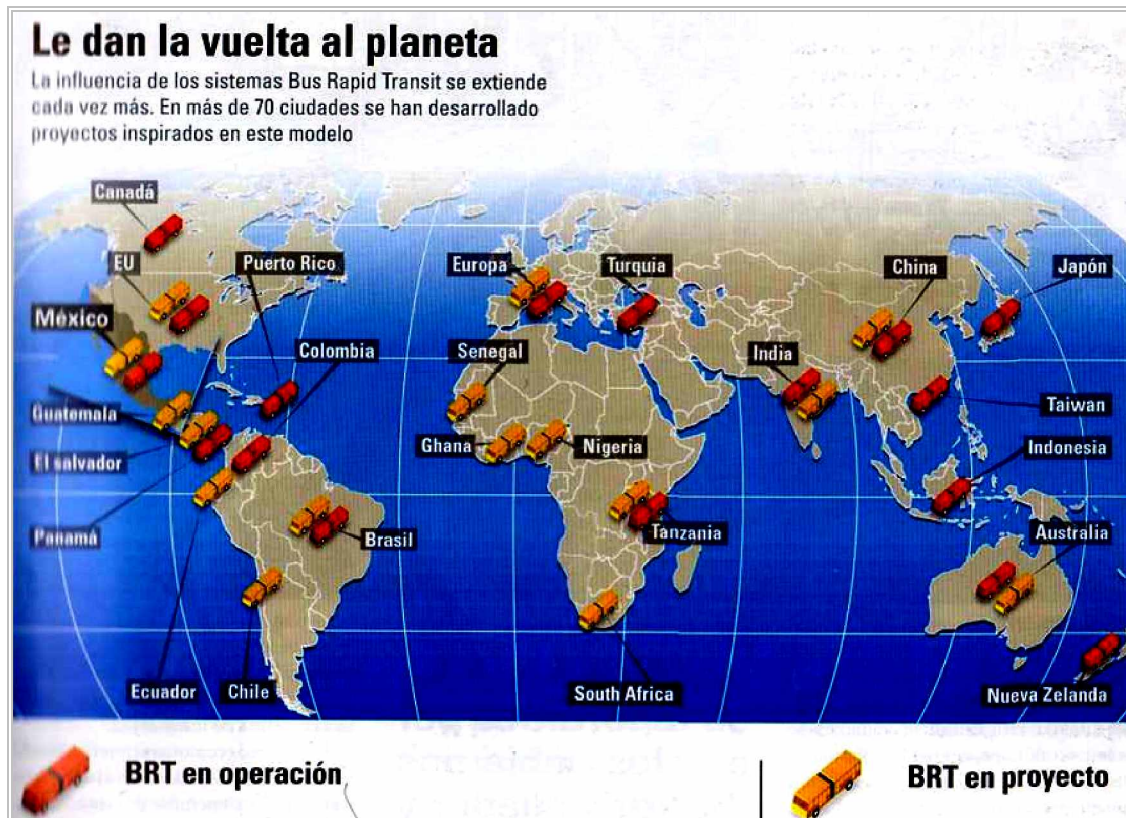 Le dan la vuelta al planeta
La influencia de los sistemas Bus Rapid Transit se extiende
cada vez más. En más de 70 ciudades se han desarrollado
proyectos inspirados en este modelo
Canadá
EU
Puerto Rico
Europa
Turquia
China
Japón
México
Colombia
Senegal
India
Guatemala
Taiwan
Ghana
Nigeria
Indonesia
El salvador
Panamá
Brasil
Tanzania
Australia
Ecuador
Chile
South Africa
Nueva Zelanda
BRT en operación
BRT en proyecto